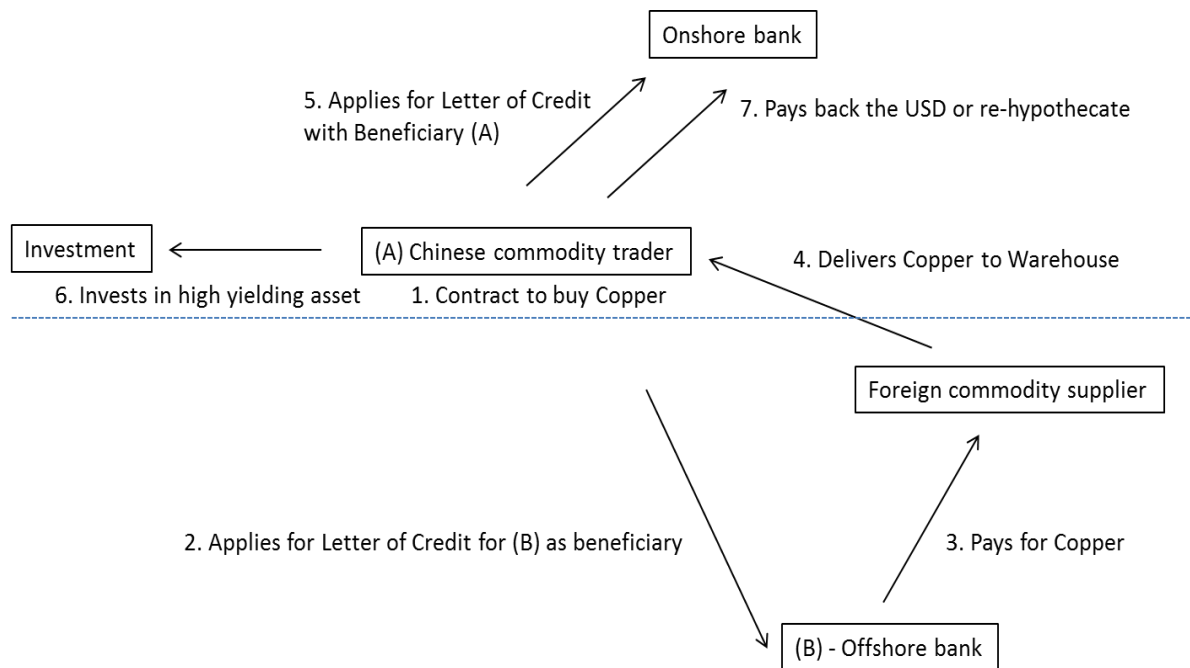 Onshore bank
5. Applies for Letter of Credit
with Beneficiary (A)
7. Pays back the USD or re-hypothecate
Investment
(A) Chinese commodity trader
4. Delivers Copper to Warehouse
6. Invests in high yielding asset
1. Contract to buy Copper
Foreign commodity supplier
2. Applies for Letter of Credit for (B) as beneficiary
3. Pays for Copper
(B) - Offshore bank